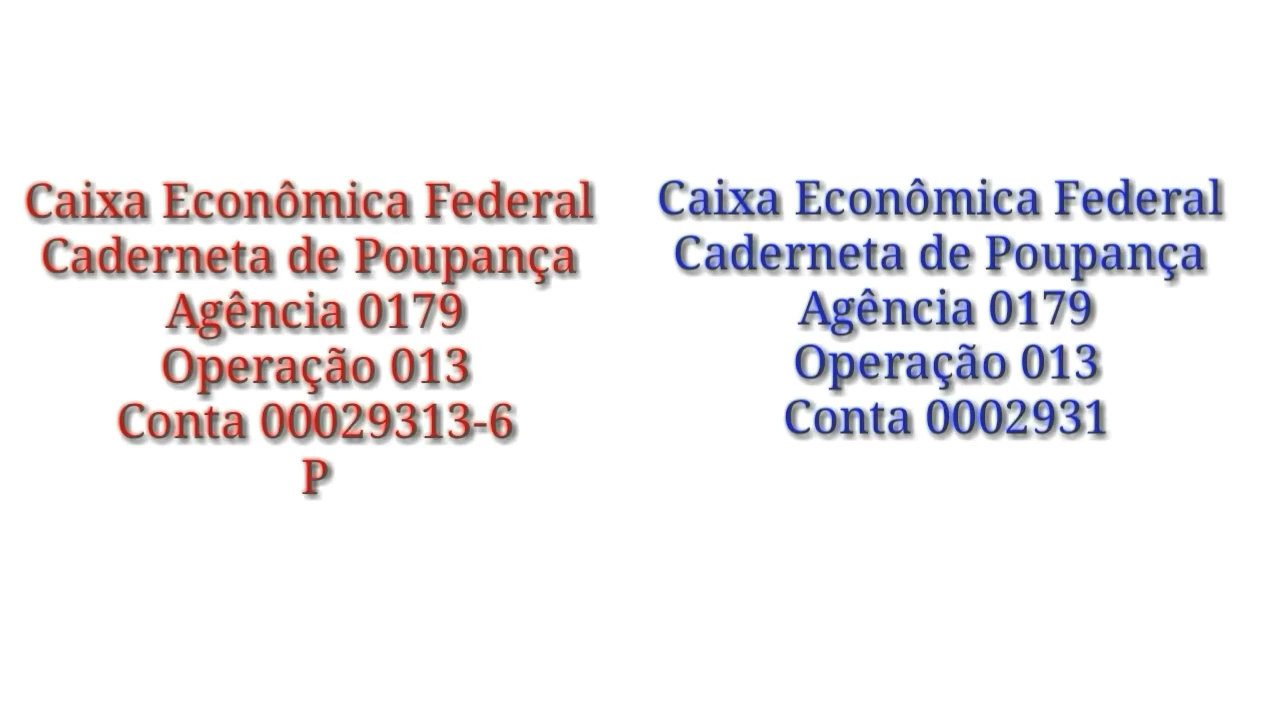 Caixa Econômica Federal
Caderneta de Poupança
Agência 0179
Operação 013
Conta 00029313-6
P
Caixa Econômica Federal
Caderneta de Poupança
Agência 0179
Operação 013
Conta 0002931